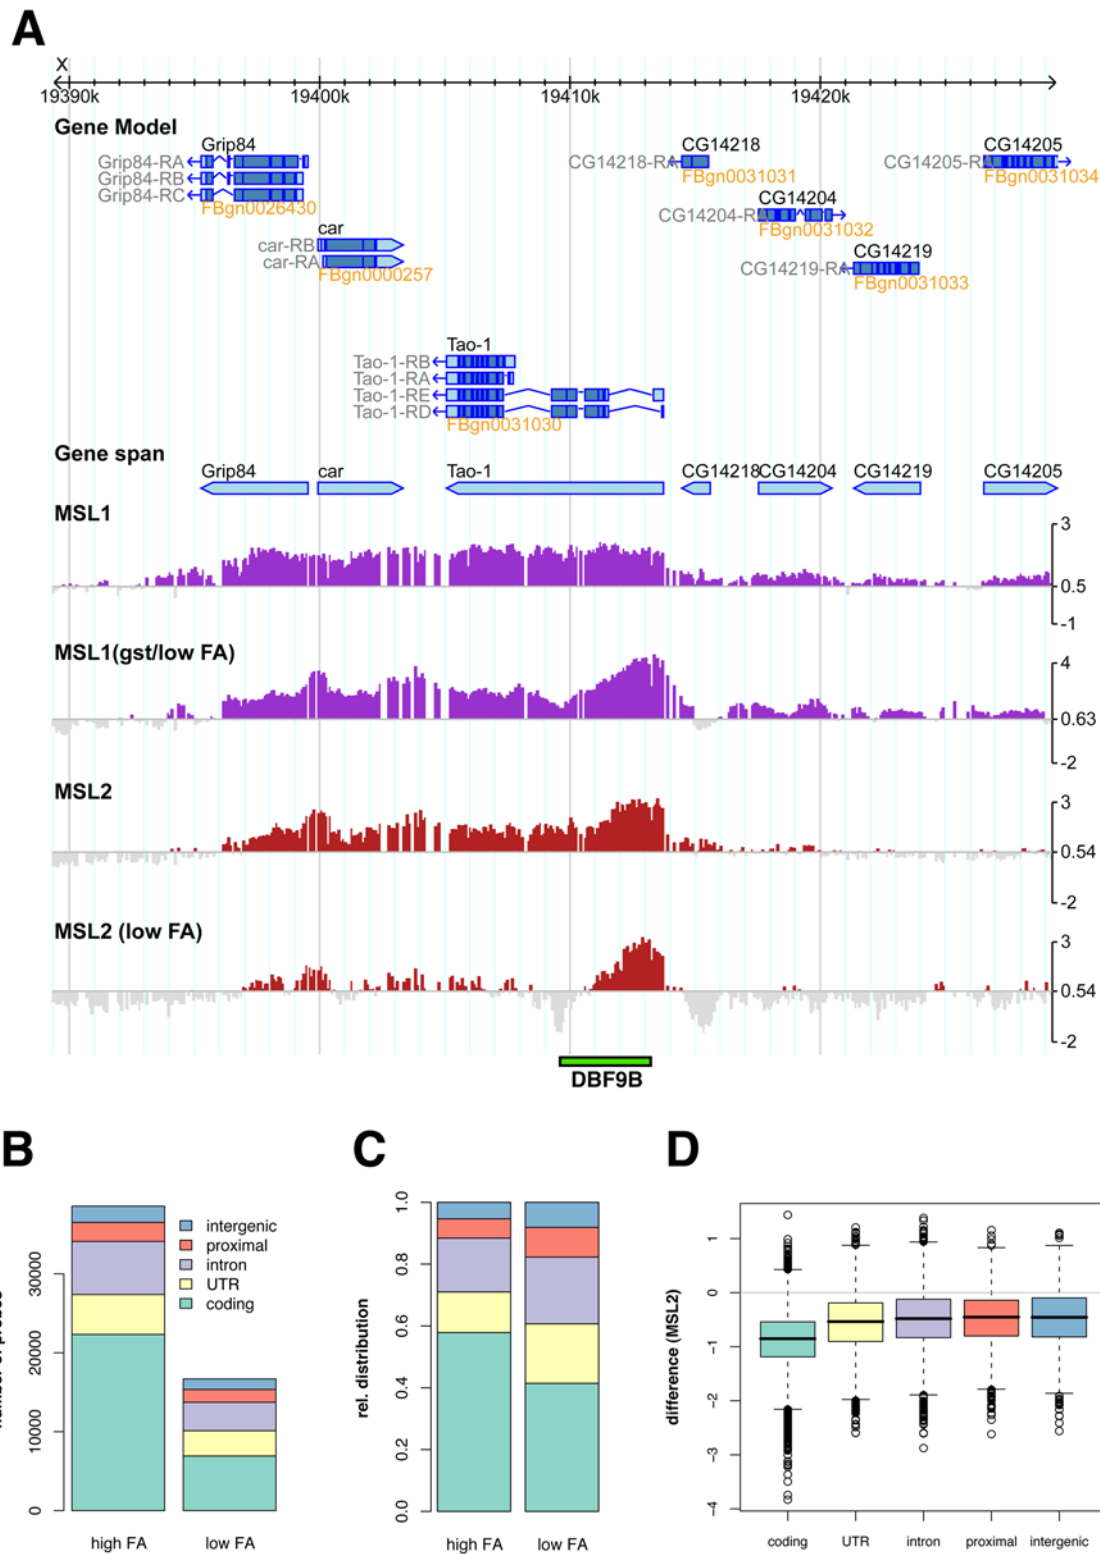 A
X
19390k 19400k 19410k 19420k
Gene Model
Grip84 CG14218 CG14205
Grip84-RA CG14218-RA CG14205-RA
Grip84-RB FBgn0031031 FBgn0031034
Grip84-RC CG14204
FBgn0026430 CG14204-RA
car FBgn0031032
car-RB CG14219
car-RA CG14219-RA
FBgn0000257 FBgn0031033
Tao-1
Tao-1-RB
Tao-1-RA
Tao-1-RE
Tao-1-RD
FBgn0031030
Gene span
Grip84 car Tao-1 CG14218 CG14204 CG14219 CG14205
MSL1
3
0.5
-1
MSL1(gst/low FA)
4
0.63
-2
MSL2
3
0.54
-2
MSL2 (low FA)
3
0.54
-2
DBF9B
B
30000
20000
10000
0
intergenic
proximal
intron
UTR
coding
high FA low FA
C
rel. distribution
1.0
0.8
0.6
0.4
0.2
0.0
high FA low FA
D
difference (MSL2)
1
0
-1
-2
-3
-4
coding UTR intron proximal intergenic